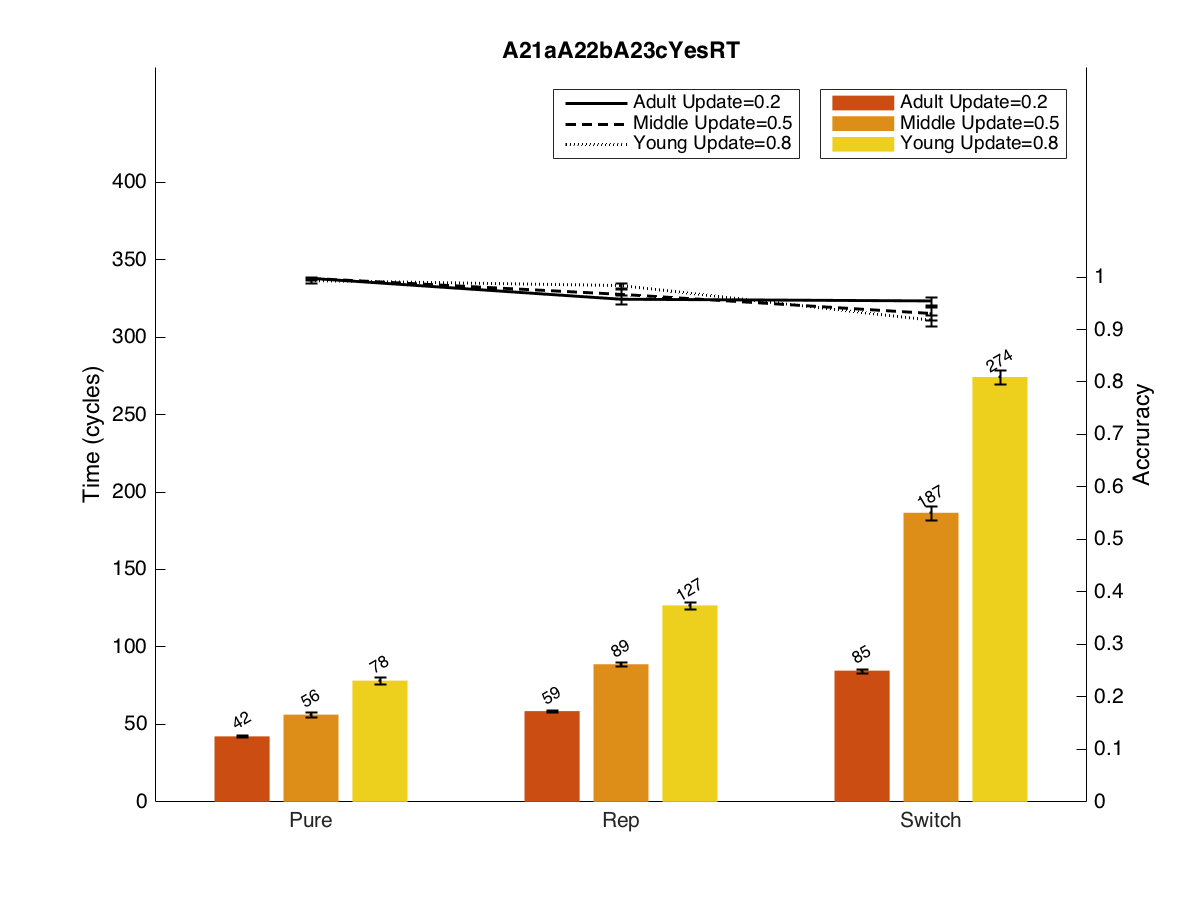 A21aA22bA23cYesRT
Adult Update=0.2
Middle Update=0.5
Young Update=0.8
Adult Update=0.2
Middle Update=0.5
Young Update=0.8
Time (cycles)
400
350
300
250
200
150
100
50
0
Accruracy
1
0.9
0.8
0.7
0.6
0.5
0.4
0.3
0.2
0.1
0
42
56
78
59
89
127
85
187
274
Pure
Rep
Switch